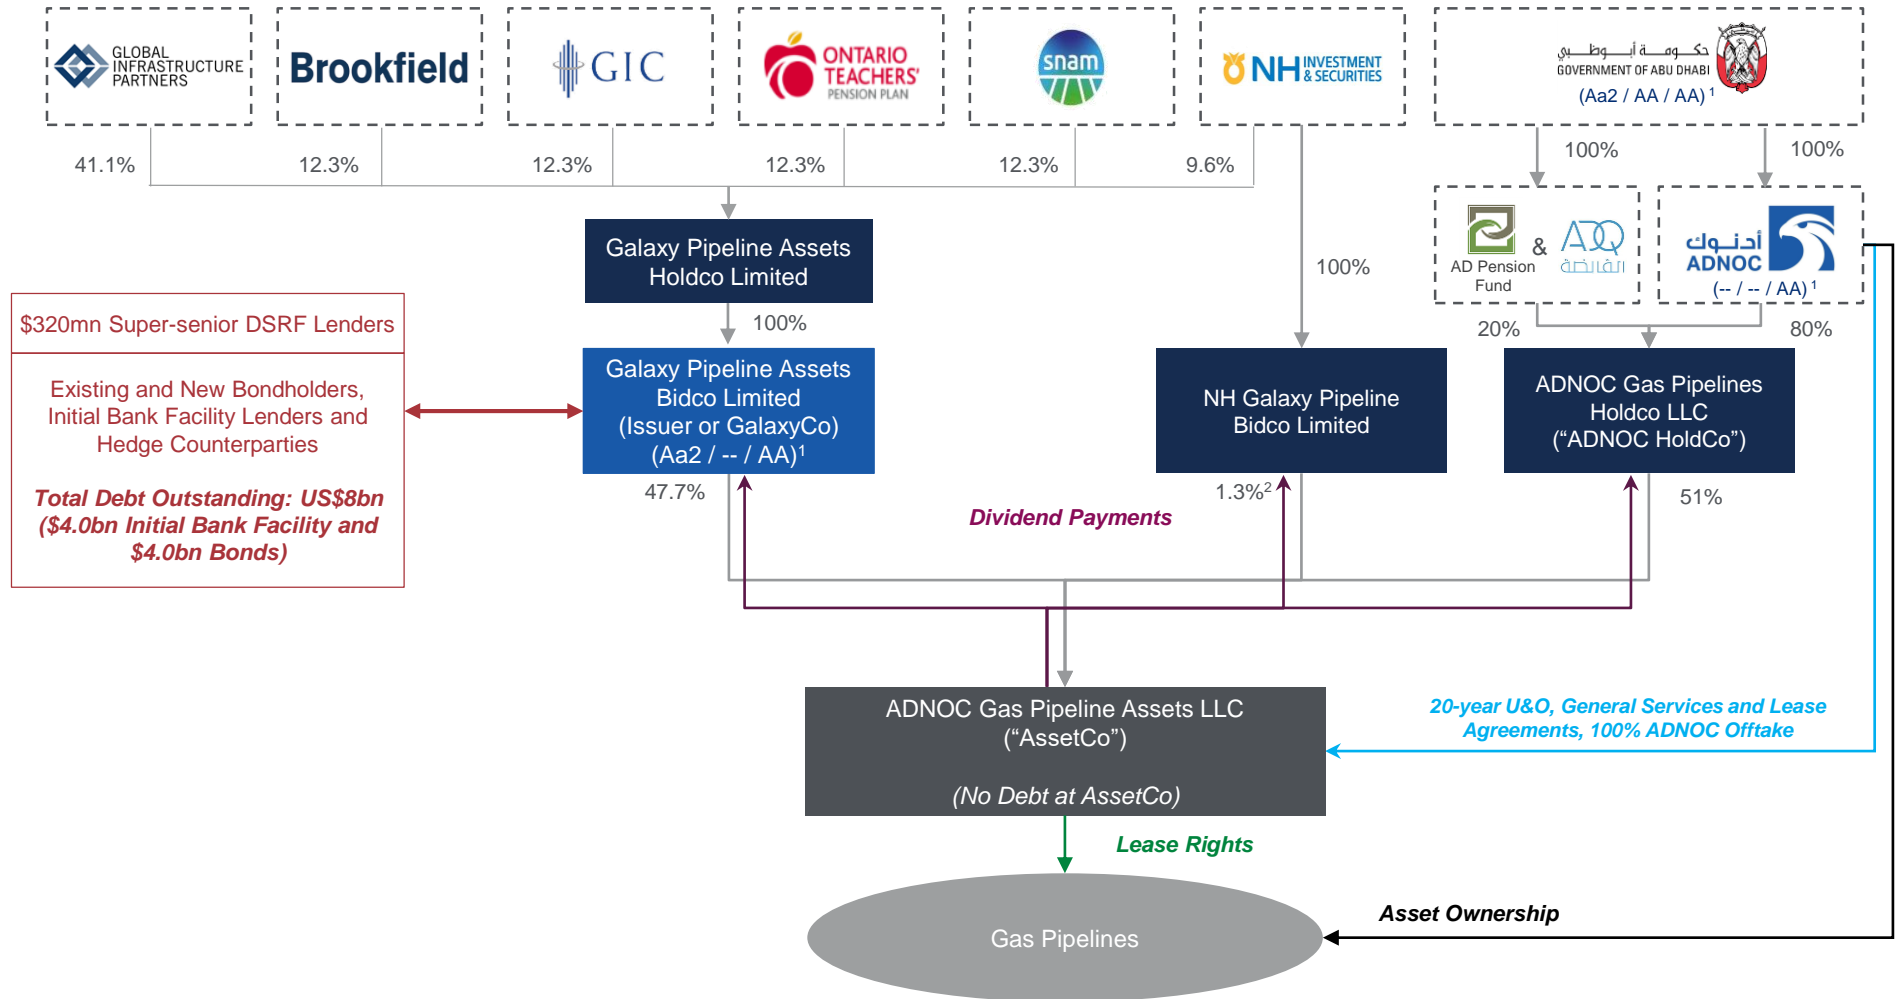 GLOBAL
INFRASTRUCTURE
PARTNERS
Brookfield
GIC
ONTARIO
TEACHERS'
PENSION PLAN
snam
NH INVESTMENT
& SECURITIES
حكومة أبوظبي
GOVERNMENT OF ABU DHABI
(Aa2 / AA / AA) 1
41.1%
12.3%
12.3%
12.3%
12.3%
9.6%
100%
100%
Galaxy Pipeline Assets
Holdco Limited
100%
AD Pension
Fund
&
ADQ
القابضة
أدنوك
ADNOC
(-- / -- / AA) 1
100%
20%
80%
$320mn Super-senior DSRF Lenders
Existing and New Bondholders,
Initial Bank Facility Lenders and
Hedge Counterparties
Total Debt Outstanding: US$8bn
($4.0bn Initial Bank Facility and
$4.0bn Bonds)
Galaxy Pipeline Assets
Bidco Limited
(Issuer or GalaxyCo)
(Aa2 / -- / AA)1
NH Galaxy Pipeline
Bidco Limited
ADNOC Gas Pipelines
Holdco LLC
(“ADNOC HoldCo”)
47.7%
1.3%2
51%
Dividend Payments
ADNOC Gas Pipeline Assets LLC
(“AssetCo”)
(No Debt at AssetCo)
20-year U&O, General Services and Lease
Agreements, 100% ADNOC Offtake
Lease Rights
Gas Pipelines
Asset Ownership